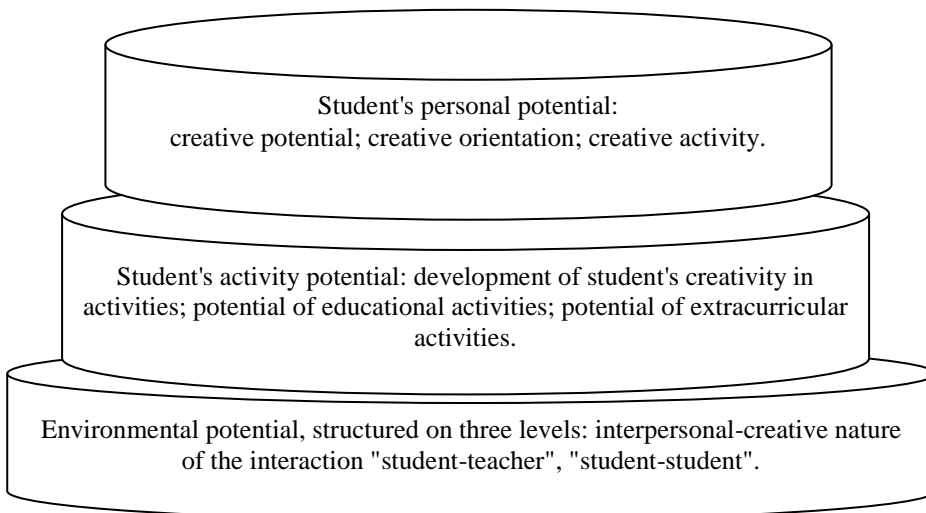 Student's personal potential:
creative potential; creative orientation; creative activity.
Student's activity potential: development of student's creativity in
activities; potential of educational activities; potential of extracurricular
activities.
Environmental potential, structured on three levels: interpersonal-creative nature
of the interaction "student-teacher", "student-student".